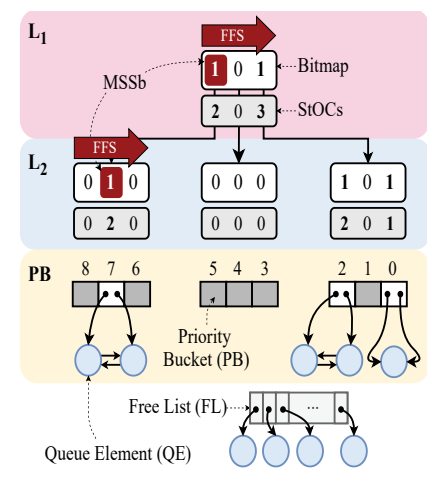 L1
FFS
1 0 1
Bitmap
MSSb
2 0 3
StOCs
L2
FFS
0 1 0
0 0 0
1 0 1
0 2 0
0 0 0
2 0 1
PB
8 7 6
5 4 3
2 1 0
Priority
Bucket (PB)
Free List (FL)
...
Queue Element (QE)